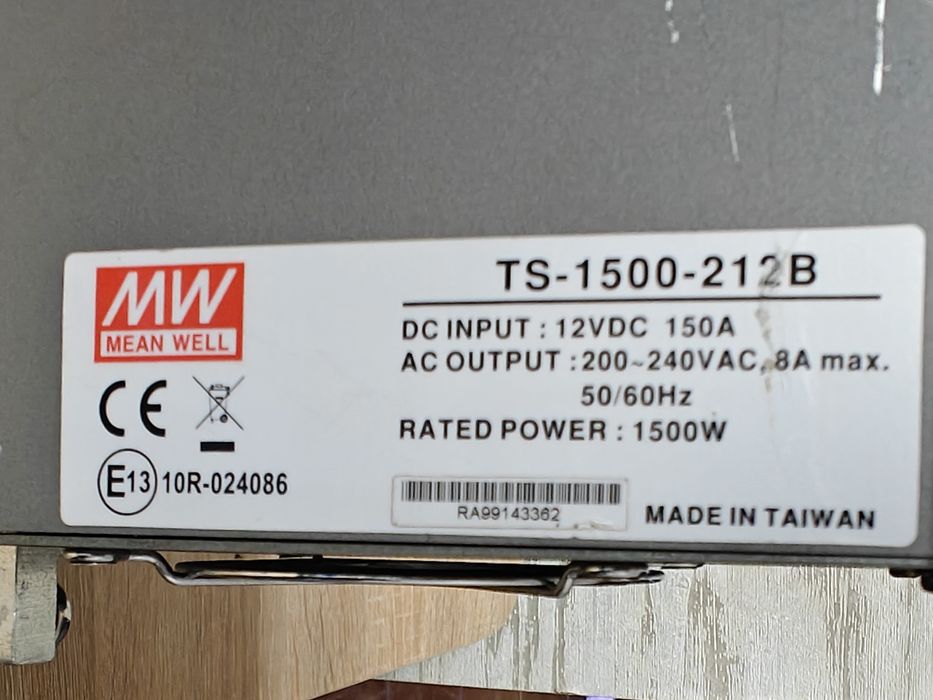 MW
MEAN WELL
CE
E13 10R-024086
TS-1500-212B
DC INPUT : 12VDC 150A
AC OUTPUT : 200~240VAC, 8A max.
50/60Hz
RATED POWER : 1500W
RA99143362
MADE IN TAIWAN